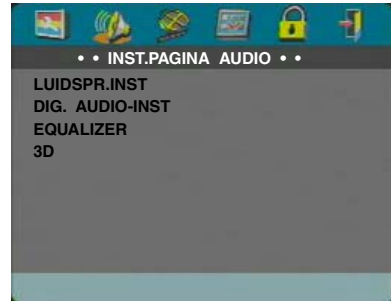 • • INST.PAGINA AUDIO • •
LUIDSPR.INST
DIG. AUDIO-INST
EQUALIZER
3D